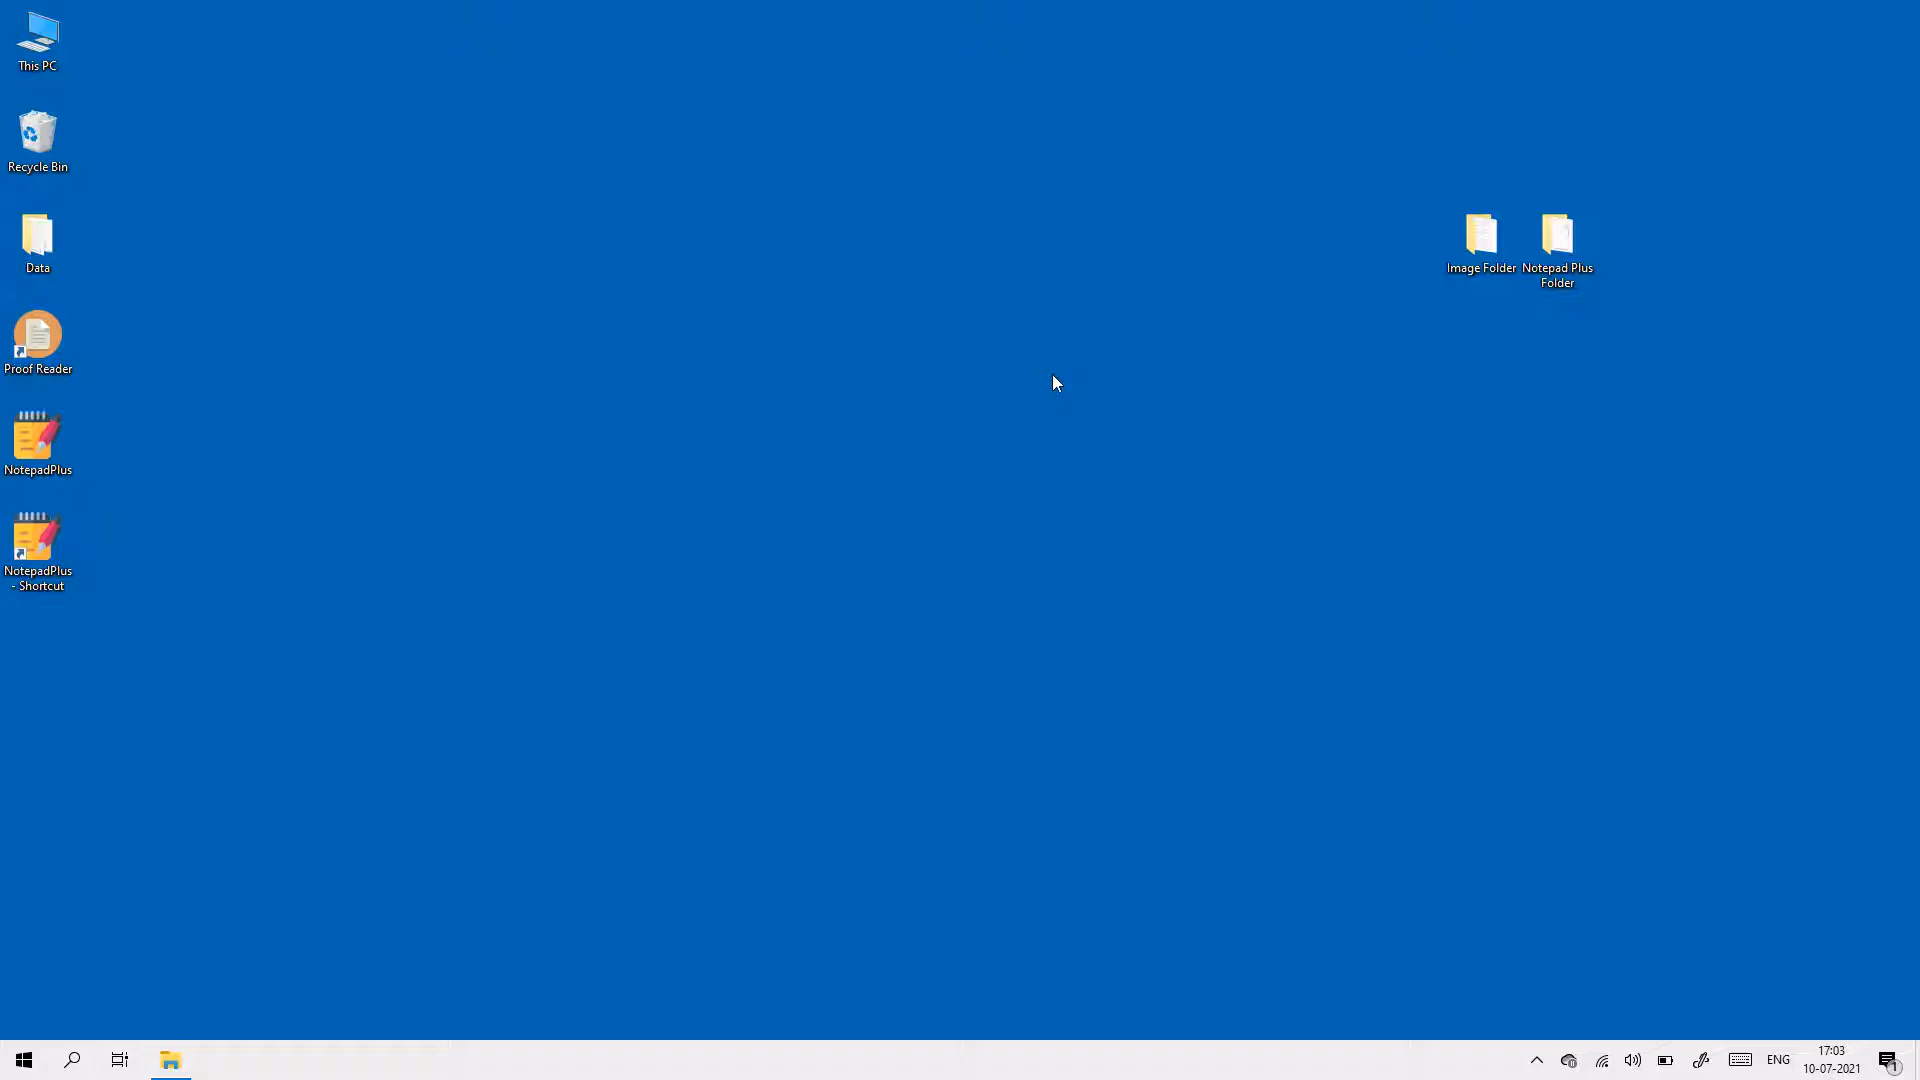 This PC
Recycle Bin
Data
Proof Reader
NotepadPlus
NotepadPlus
- Shortcut
Image Folder
Notepad Plus
Folder
ENG
17:03
10-07-2021
1